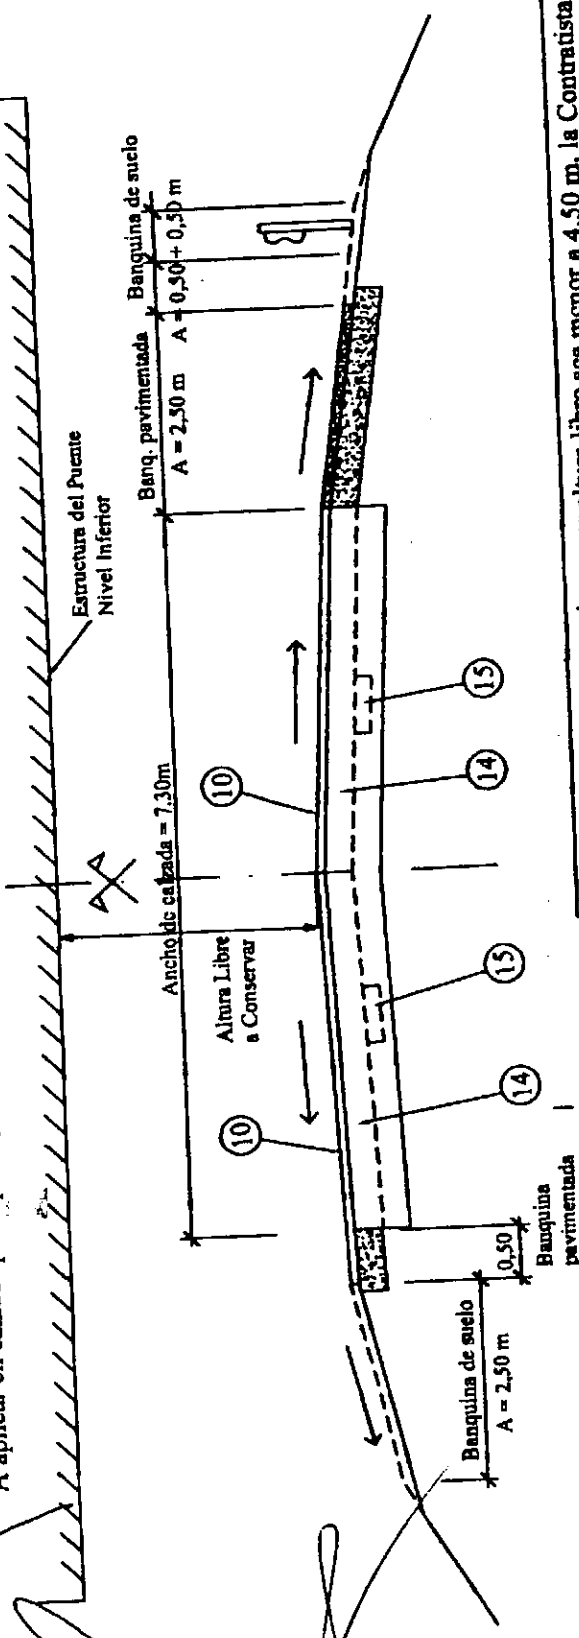 A aplicar en
Estructura del Puente
Nivel Inferior
Banquina de suelo
A = 0,50 + 0,50 m
Banq. pavimentada
A = 2,50 m
Ancho de calzada = 7.30m
Altura Libre
a Conservar
10
10
14
14
15
15
0,50
Banquina
pavimentada
Banquina de suelo
A = 2,50 m
altura libre sea menor a 4,50 m, la Contratista